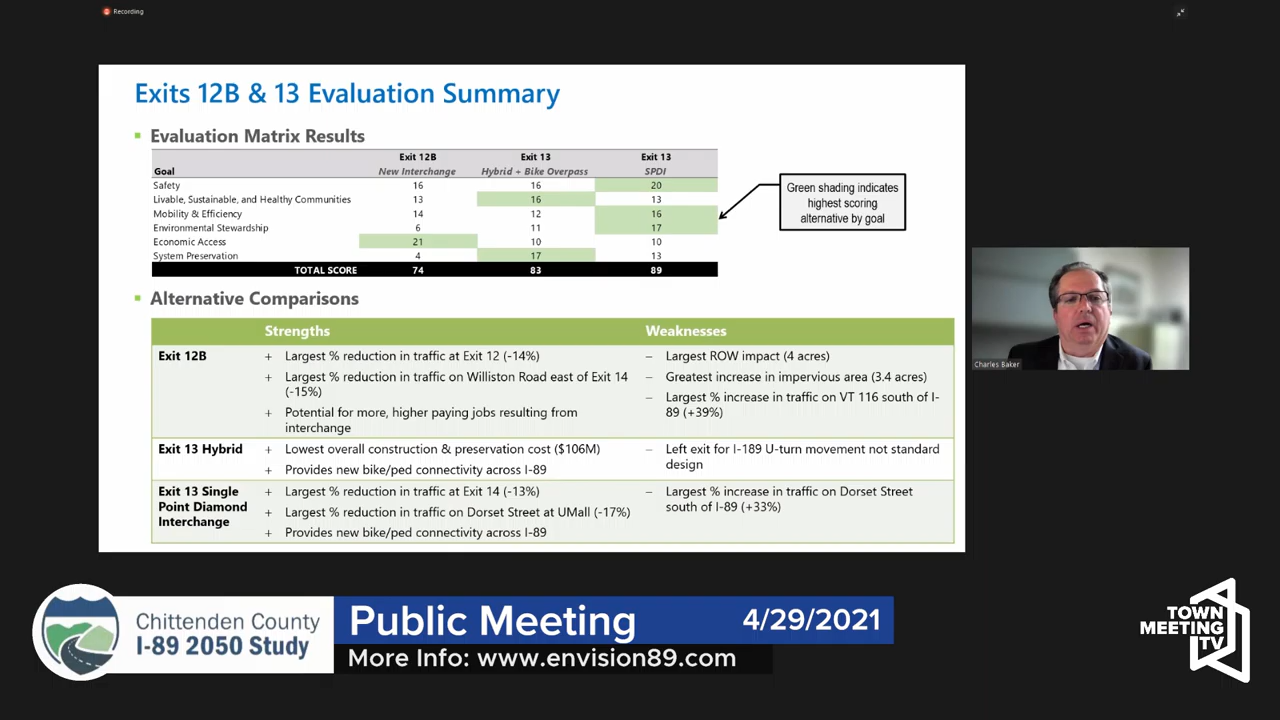 Recording
Exits 12B & 13 Evaluation Summary
Evaluation Matrix Results
Exit 12B Exit 13 Exit 13
Goal New Interchange Hybrid + Bike Overpass SPDI
Safety 16 16 20
Livable, Sustainable, and Healthy Communities 13 16 13
Mobility & Efficiency 14 12 16
Environmental Stewardship 6 11 17
Economic Access 21 10 10
System Preservation 4 17 13
TOTAL SCORE 74 83 89
Green shading indicates
highest scoring
alternative by goal
Alternative Comparisons
Strengths Weaknesses
Exit 12B
+ Largest % reduction in traffic at Exit 12 (-14%)
+ Largest % reduction in traffic on Williston Road east of Exit 14
(-15%)
+ Potential for more, higher paying jobs resulting from
interchange
– Largest ROW impact (4 acres)
– Greatest increase in impervious area (3.4 acres)
– Largest % increase in traffic on VT 116 south of I-
89 (+39%)
Exit 13 Hybrid
+ Lowest overall construction & preservation cost ($106M)
+ Provides new bike/ped connectivity across I-89
– Left exit for I-189 U-turn movement not standard
design
Exit 13 Single
Point Diamond
Interchange
+ Largest % reduction in traffic at Exit 14 (-13%)
+ Largest % reduction in traffic on Dorset Street at UMall (-17%)
+ Provides new bike/ped connectivity across I-89
– Largest % increase in traffic on Dorset Street
south of I-89 (+33%)
Charles Baker
Chittenden County
I-89 2050 Study
Public Meeting 4/29/2021
More Info: www.envision89.com
TOWN
MEETING
TV